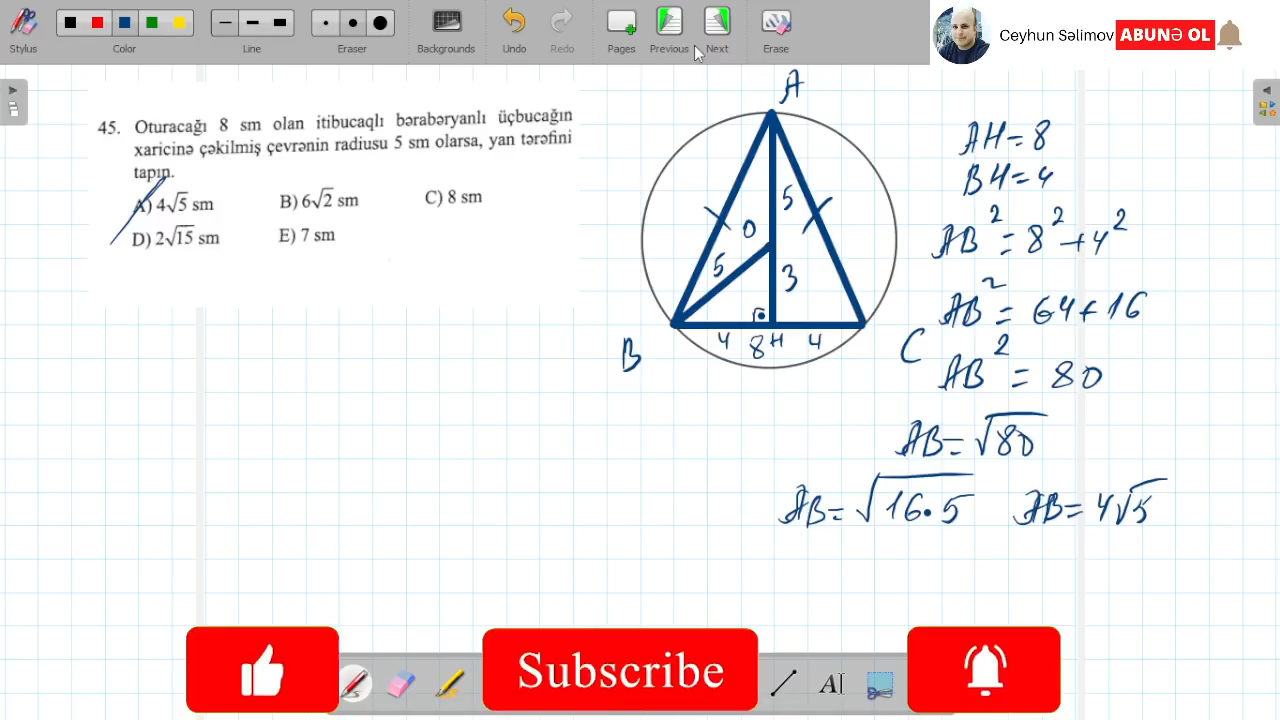 Stylus
Color
Line
Eraser
Backgrounds
Undo
Redo
Pages
Previous
Next
Erase
Ceyhun Səlimov
ABUNƏ OL
45. Oturacağı 8 sm olan itibucaqlı bərabəryanlı üçbucağın
xaricinə çəkilmiş çevrənin radiusu 5 sm olarsa, yan tərəfini
tapın.
A) 4√5 sm B) 6√2 sm C) 8 sm
D) 2√15 sm E) 7 sm
A
5
O
5
3
4 8 H 4
B
C
AH=8
BH=4
AB²=8²+4²
AB²=64+16
AB²=80
AB=√80
AB=√16·5 AB=4√5
Subscribe
A